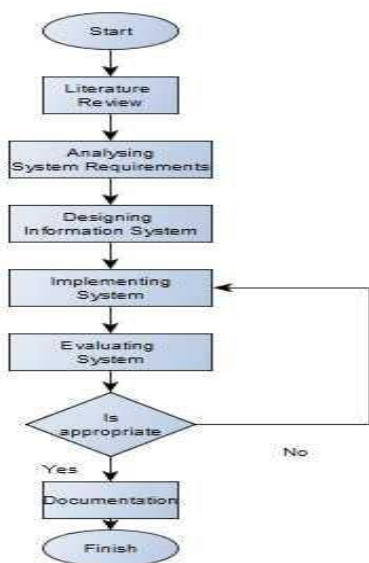 Start
Literature
Review
Analysing
System Requirements
Designing
Information System
Implementing
System
Evaluating
System
Is
appropriate
No
Yes
Documentation
Finish